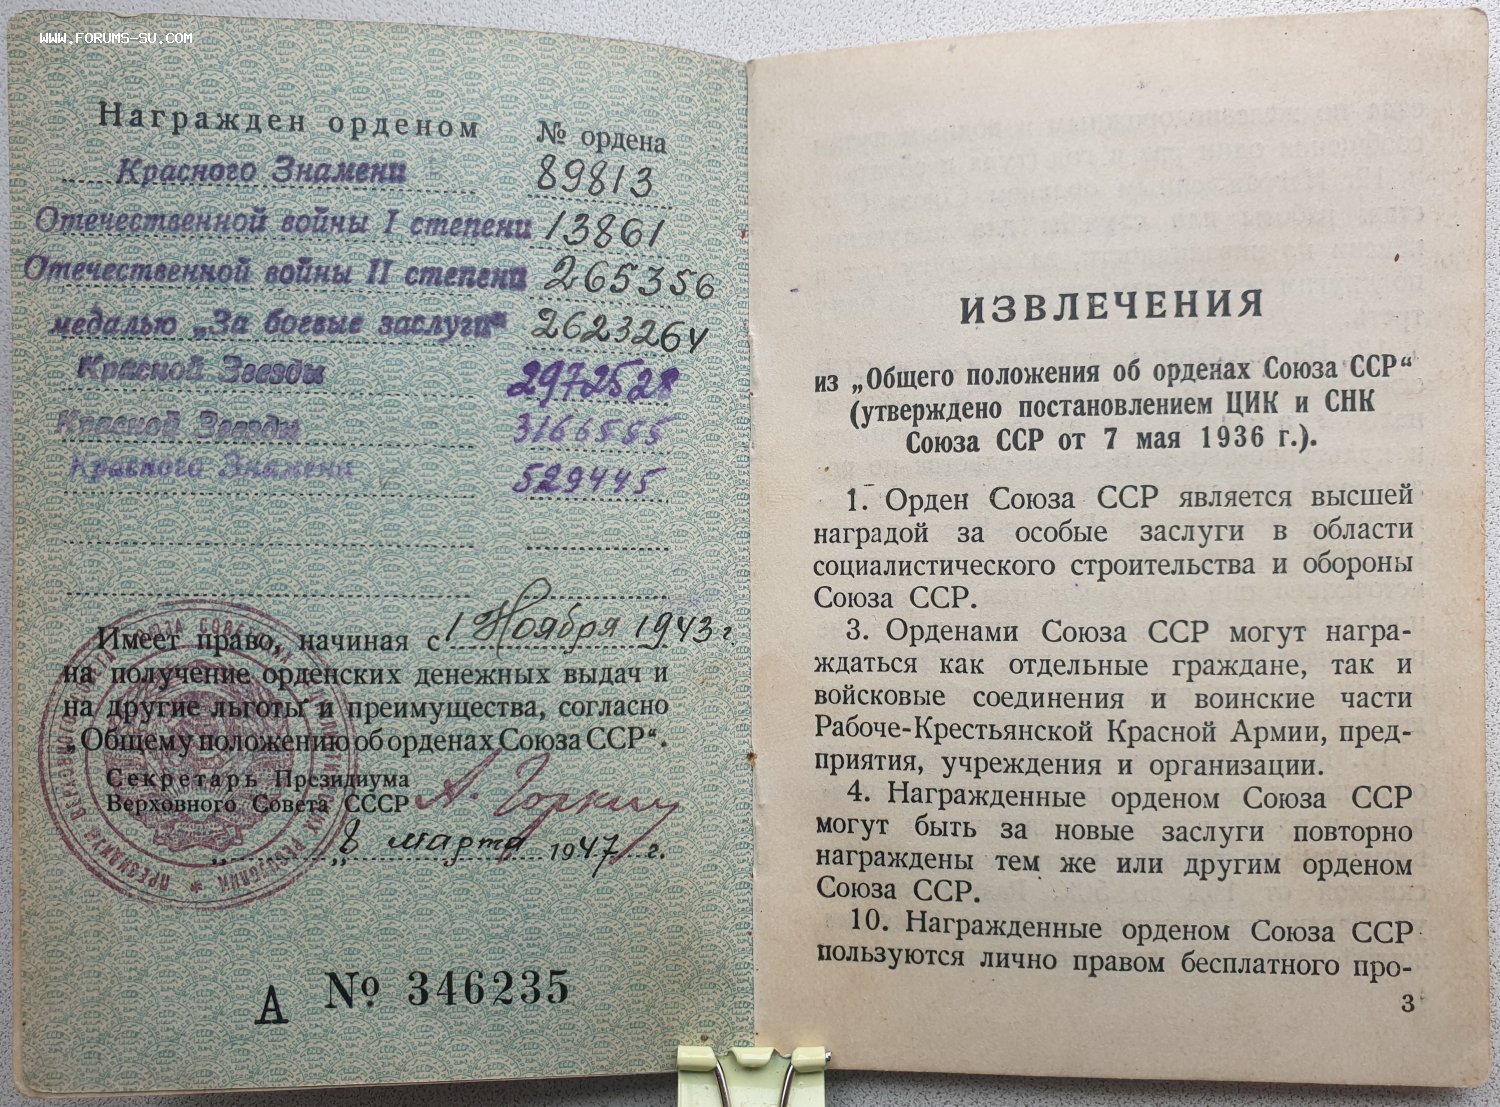 www.forums-su.com
Награжден орденом № ордена
Красного Знамени 89813
Отечественной войны I степени 13861
Отечественной войны II степени 265356
медалью „За боевые заслуги" 2623264
Красной Звезды 2972528
Красной Звезды 3166555
Красного Знамени 529445
Имеет право, начиная с 1 Ноября 1943 г.
на получение орденских денежных выдач и
на другие льготы и преимущества, согласно
„Общему положению об орденах Союза ССР".
Секретарь Президиума
Верховного Совета СССР А. Горкин
„8" марта 1947 г.
А № 346235
ИЗВЛЕЧЕНИЯ
из „Общего положения об орденах Союза ССР"
(утверждено постановлением ЦИК и СНК
Союза ССР от 7 мая 1936 г.).
1. Орден Союза ССР является высшей
наградой за особые заслуги в области
социалистического строительства и обороны
Союза ССР.
3. Орденами Союза ССР могут награ-
ждаться как отдельные граждане, так и
войсковые соединения и воинские части
Рабоче-Крестьянской Красной Армии, пред-
приятия, учреждения и организации.
4. Награжденные орденом Союза ССР
могут быть за новые заслуги повторно
награждены тем же или другим орденом
Союза ССР.
10. Награжденные орденом Союза ССР
пользуются лично правом бесплатного про-
3